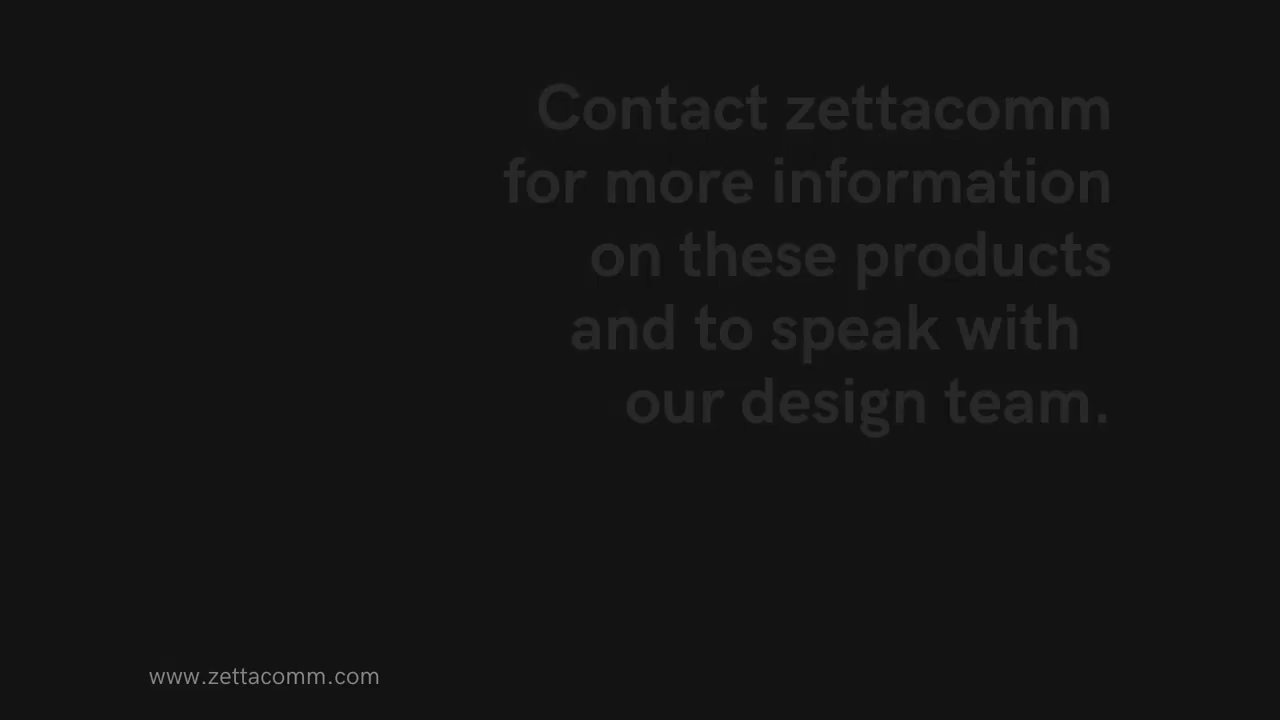 Contact zettacomm
for more information
on these products
and to speak with
our design team.
www.zettacomm.com